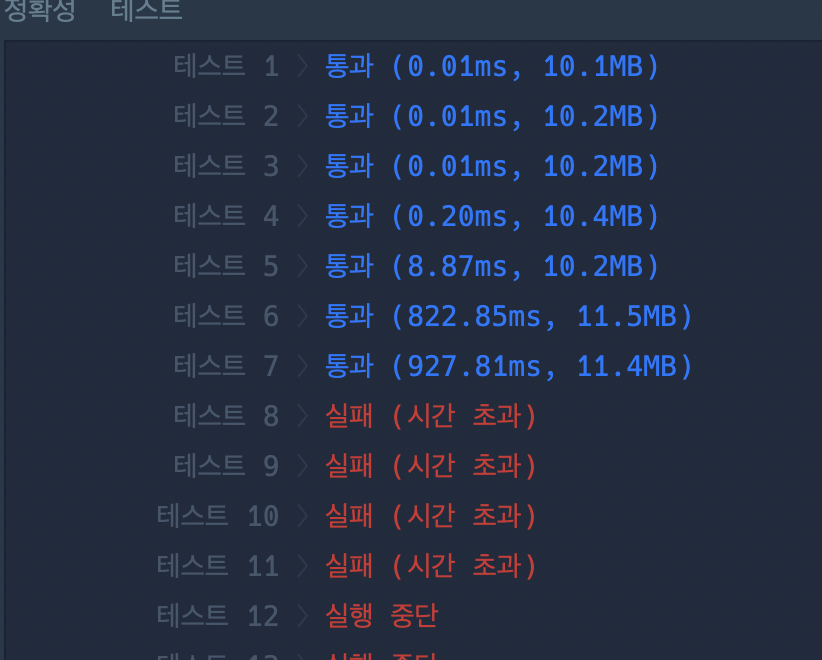 정확성 테스트
테스트 1 〉 통과 (0.01ms, 10.1MB)
테스트 2 〉 통과 (0.01ms, 10.2MB)
테스트 3 〉 통과 (0.01ms, 10.2MB)
테스트 4 〉 통과 (0.20ms, 10.4MB)
테스트 5 〉 통과 (8.87ms, 10.2MB)
테스트 6 〉 통과 (822.85ms, 11.5MB)
테스트 7 〉 통과 (927.81ms, 11.4MB)
테스트 8 〉 실패 (시간 초과)
테스트 9 〉 실패 (시간 초과)
테스트 10 〉 실패 (시간 초과)
테스트 11 〉 실패 (시간 초과)
테스트 12 〉 실행 중단